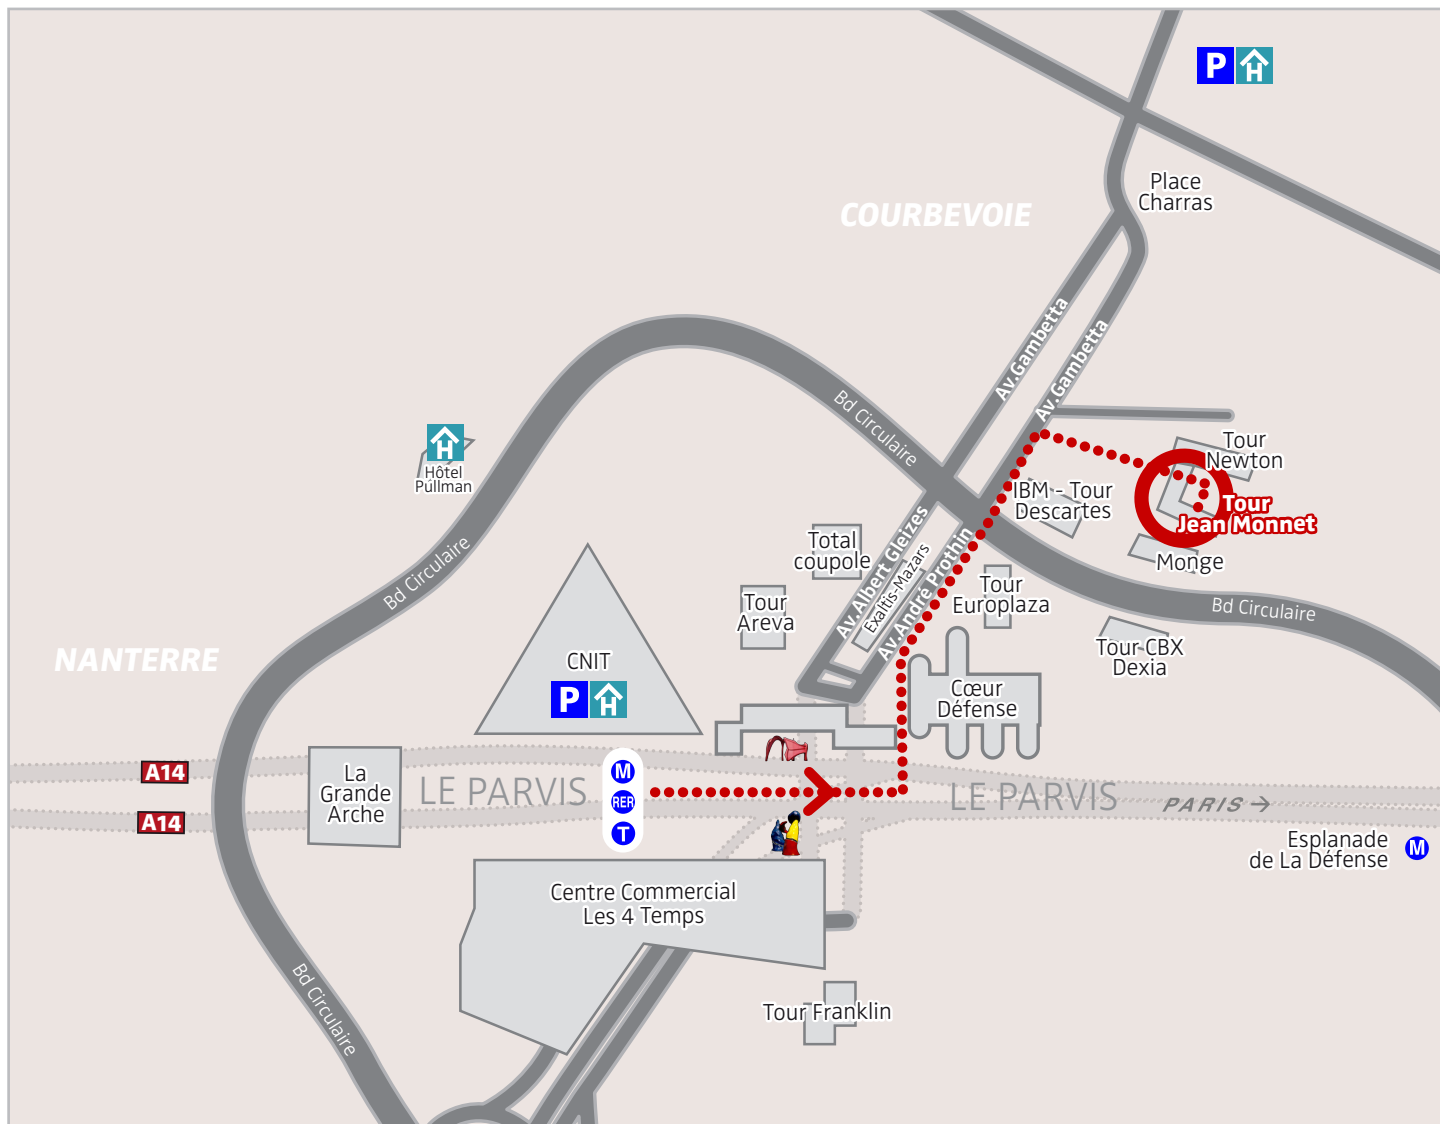 P H
Place
Charras
COURBEVOIE
Av.Gambetta
Av.Gambetta
Bd Circulaire
H
Hôtel
Pullman
Tour
Newton
IBM - Tour
Descartes
Tour
Jean Monnet
Monge
Total
coupole
Av.Albert Gleizes
Exaltis-Mazars
Av.André Prothin
Bd Circulaire
Tour
Europlaza
Tour
Areva
Bd Circulaire
Tour CBX
Dexia
NANTERRE
CNIT
P H
Cœur
Défense
A14
A14
La
Grande
Arche
LE PARVIS
M
RER
T
LE PARVIS
PARIS →
Esplanade
de La Défense
M
Centre Commercial
Les 4 Temps
Bd Circulaire
Tour Franklin